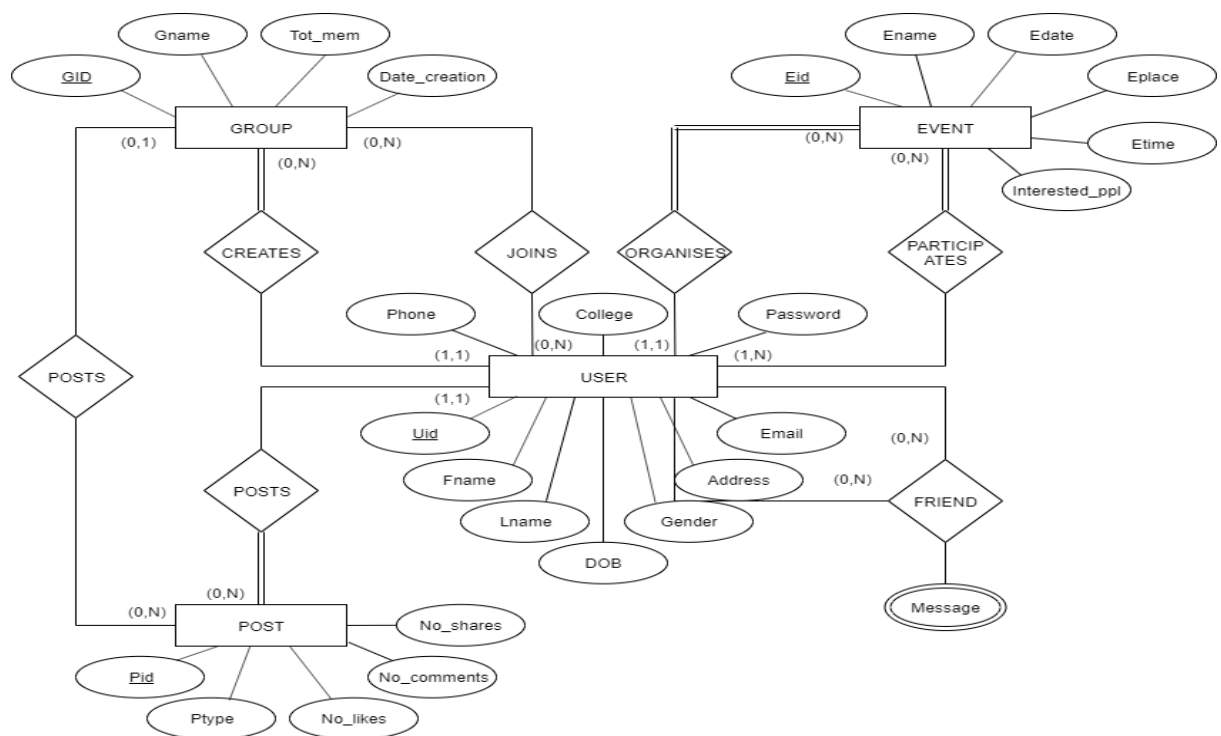 Gname
Tot_mem
GID
Date_creation
GROUP
(0,1)
(0,N)
(0,N)
Ename
Edate
Eid
Eplace
EVENT
Etime
(0,N)
(0,N)
Interested_ppl
CREATES
JOINS
ORGANISES
PARTICIP
ATES
Phone
College
Password
(1,1)
(0,N)
(1,1)
(1,N)
USER
POSTS
(1,1)
Uid
Email
(0,N)
Fname
Address
(0,N)
POSTS
FRIEND
Lname
Gender
DOB
(0,N)
(0,N)
Message
POST
No_shares
Pid
No_comments
Ptype
No_likes